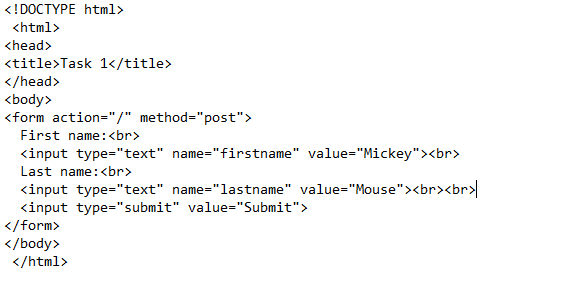 <!DOCTYPE html>
<html>
<head>
<title>Task 1</title>
</head>
<body>
<form action="/" method="post">
First name:<br>
<input type="text" name="firstname" value="Mickey"><br>
Last name:<br>
<input type="text" name="lastname" value="Mouse"><br><br>
<input type="submit" value="Submit">
</form>
</body>
</html>